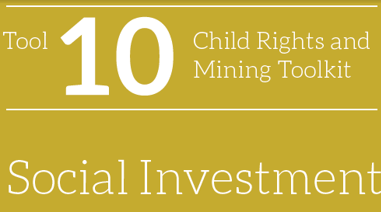 Tool 10 Child Rights and
Mining Toolkit
Social Investment